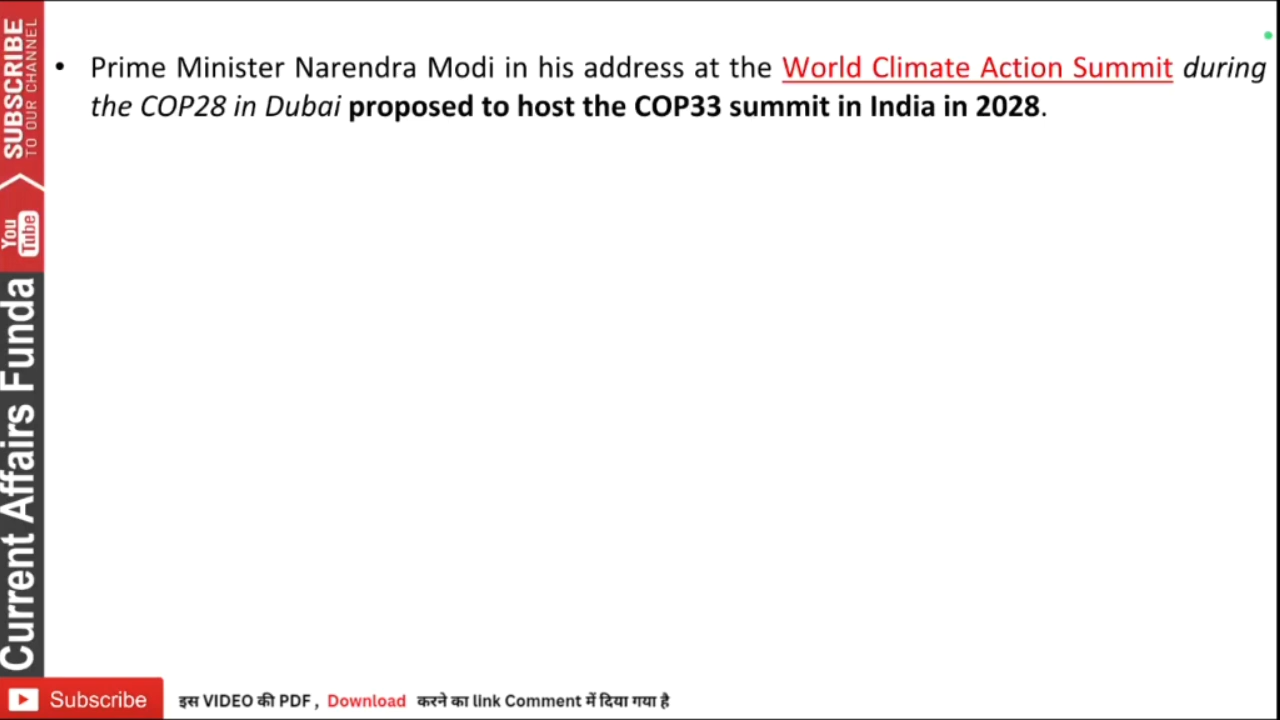 • Prime Minister Narendra Modi in his address at the World Climate Action Summit during
the COP28 in Dubai proposed to host the COP33 summit in India in 2028.
SUBSCRIBE
TO OUR CHANNEL
You
Tube
Current Affairs Funda
Subscribe
इस VIDEO की PDF , Download करने का link Comment में दिया गया है